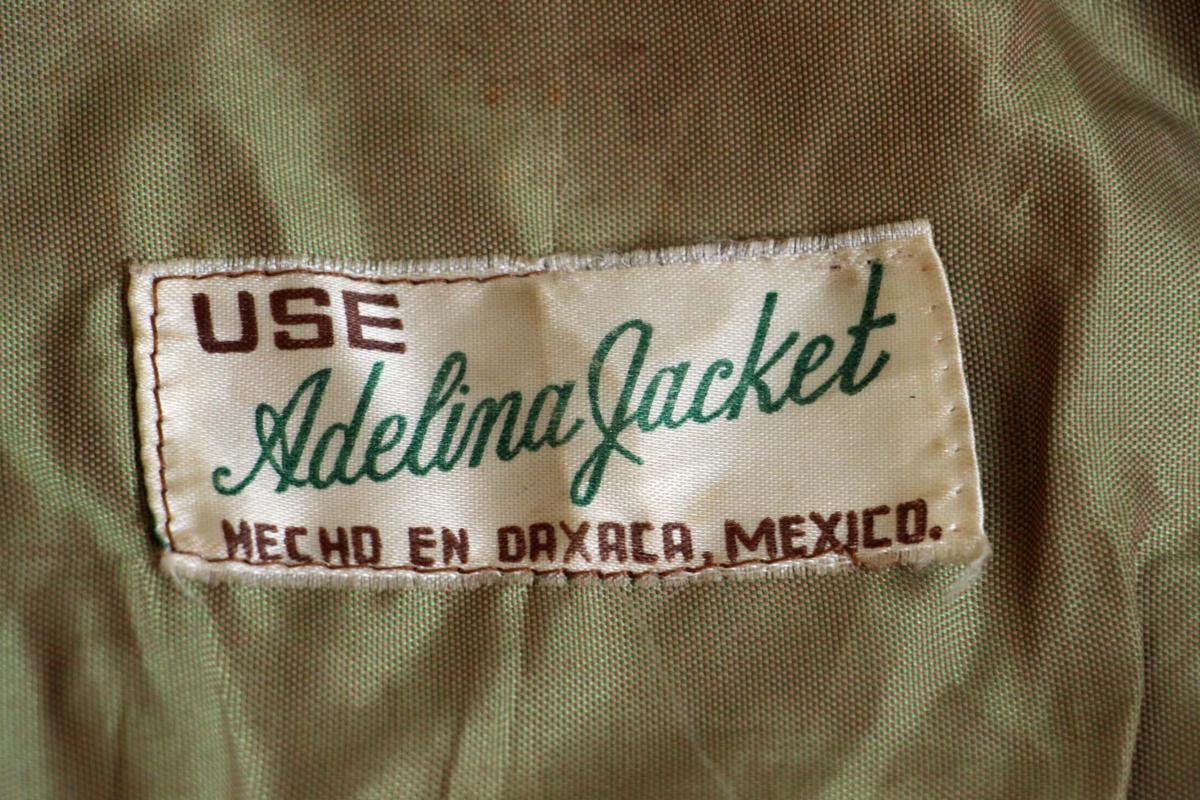 USE
Adelina Jacket
HECHO EN OAXACA, MEXICO.